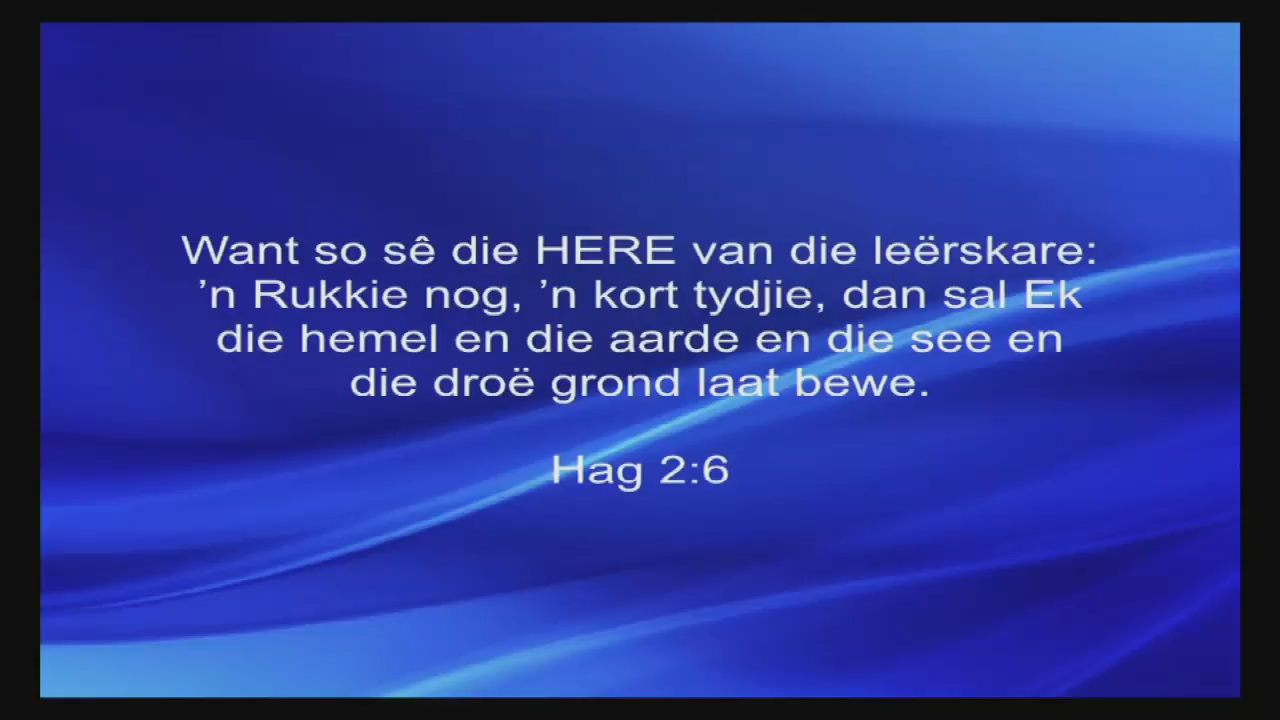 Want so sê die HERE van die leërskare:
’n Rukkie nog, ’n kort tydjie, dan sal Ek
die hemel en die aarde en die see en
die droë grond laat bewe.
Hag 2:6